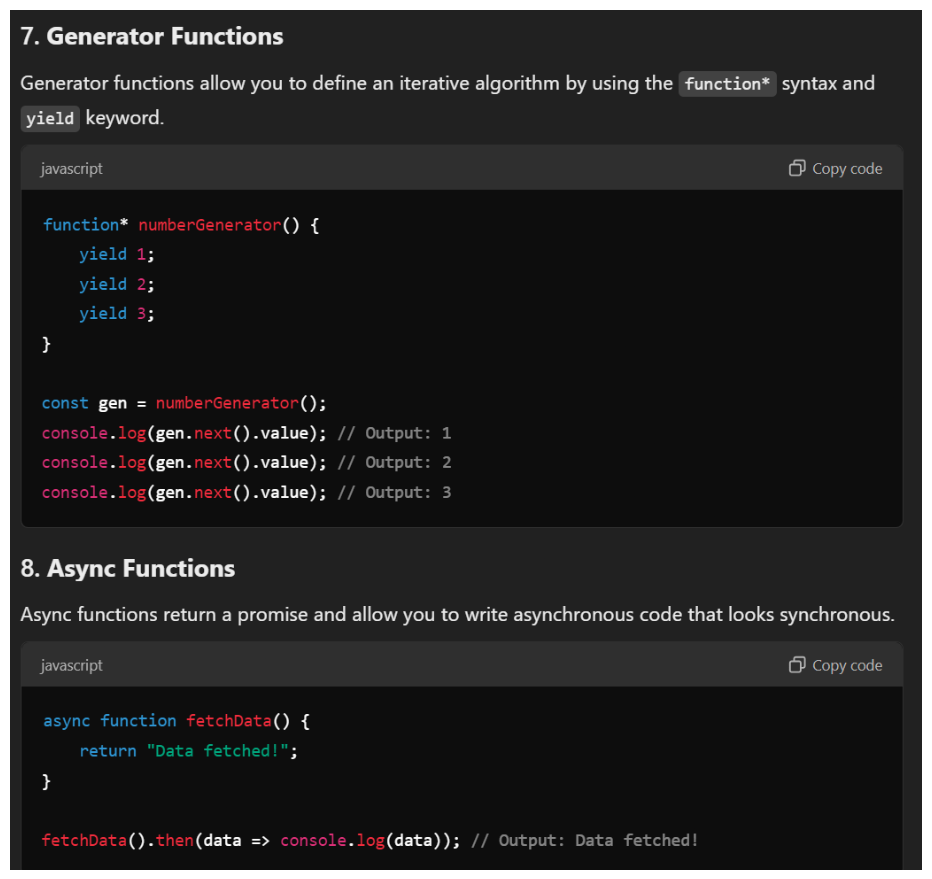 7. Generator Functions
Generator functions allow you to define an iterative algorithm by using the function* syntax and
yield keyword.
javascript Copy code
function* numberGenerator() {
    yield 1;
    yield 2;
    yield 3;
}
const gen = numberGenerator();
console.log(gen.next().value); // Output: 1
console.log(gen.next().value); // Output: 2
console.log(gen.next().value); // Output: 3
8. Async Functions
Async functions return a promise and allow you to write asynchronous code that looks synchronous.
javascript Copy code
async function fetchData() {
    return "Data fetched!";
}
fetchData().then(data => console.log(data)); // Output: Data fetched!